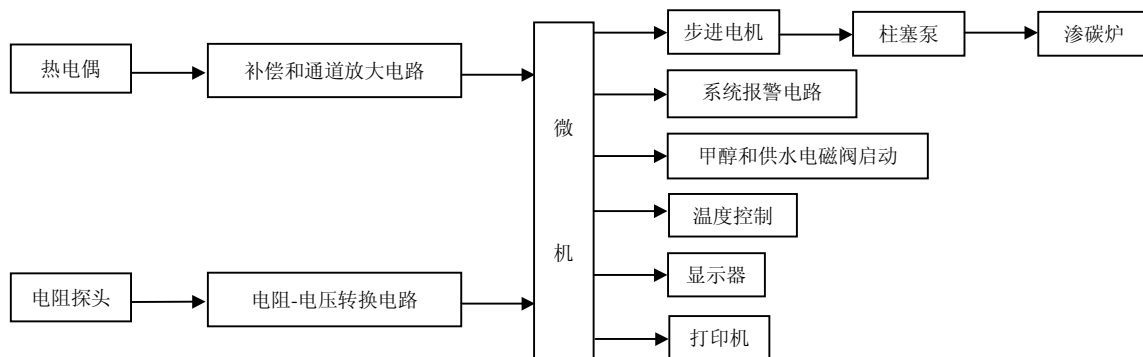 热电偶
补偿和通道放大电路
电阻探头
电阻-电压转换电路
微
机
步进电机
柱塞泵
渗碳炉
系统报警电路
甲醇和供水电磁阀启动
温度控制
显示器
打印机